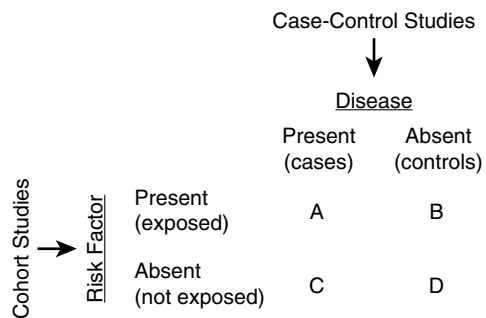 Case-Control Studies
Disease
Present
(cases)
Absent
(controls)
Cohort Studies
Risk Factor
Present
(exposed)
A
B
Absent
(not exposed)
C
D